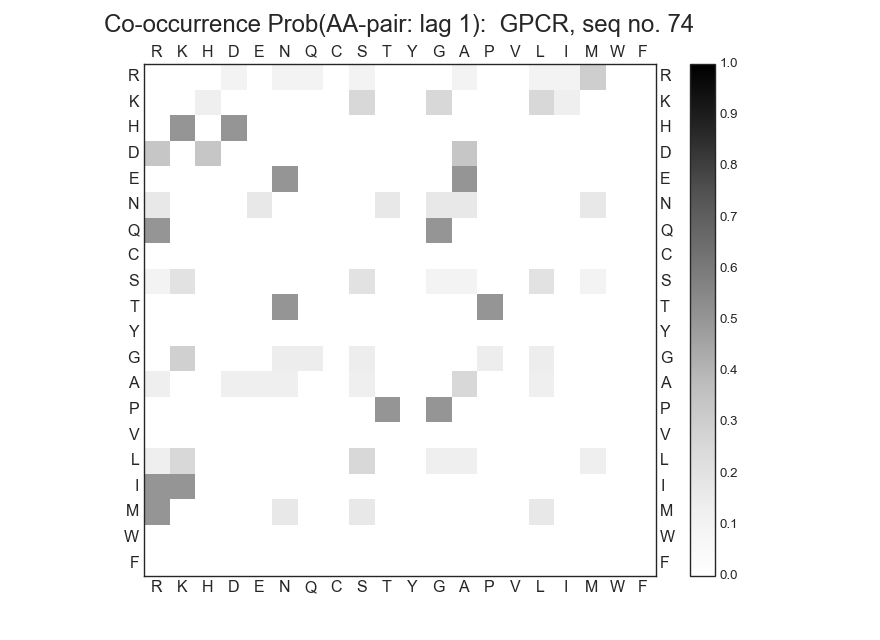 Co-occurrence Prob(AA-pair: lag 1):  GPCR, seq no. 74
R K H D E N Q C S T Y G A P V L I M W F
R R 1.0
K K 0.9
H H
D D 0.8
E E
N N 0.7
Q Q
C C 0.6
S S
T T 0.5
Y Y
G G 0.4
A A
P P 0.3
V V
L L 0.2
I I
M M 0.1
W W
F F 0.0
R K H D E N Q C S T Y G A P V L I M W F